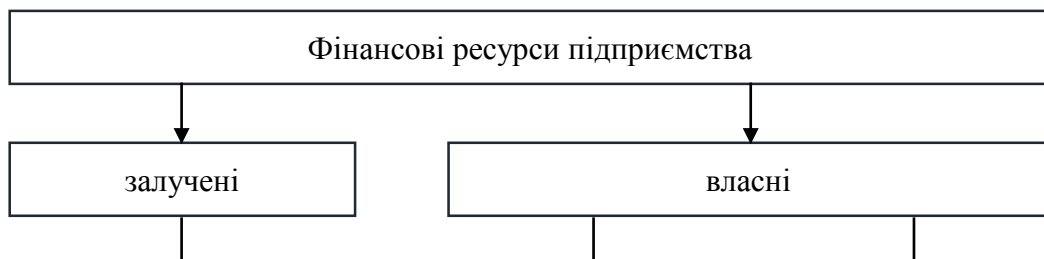 Фінансові ресурси підприємства
залучені
власні